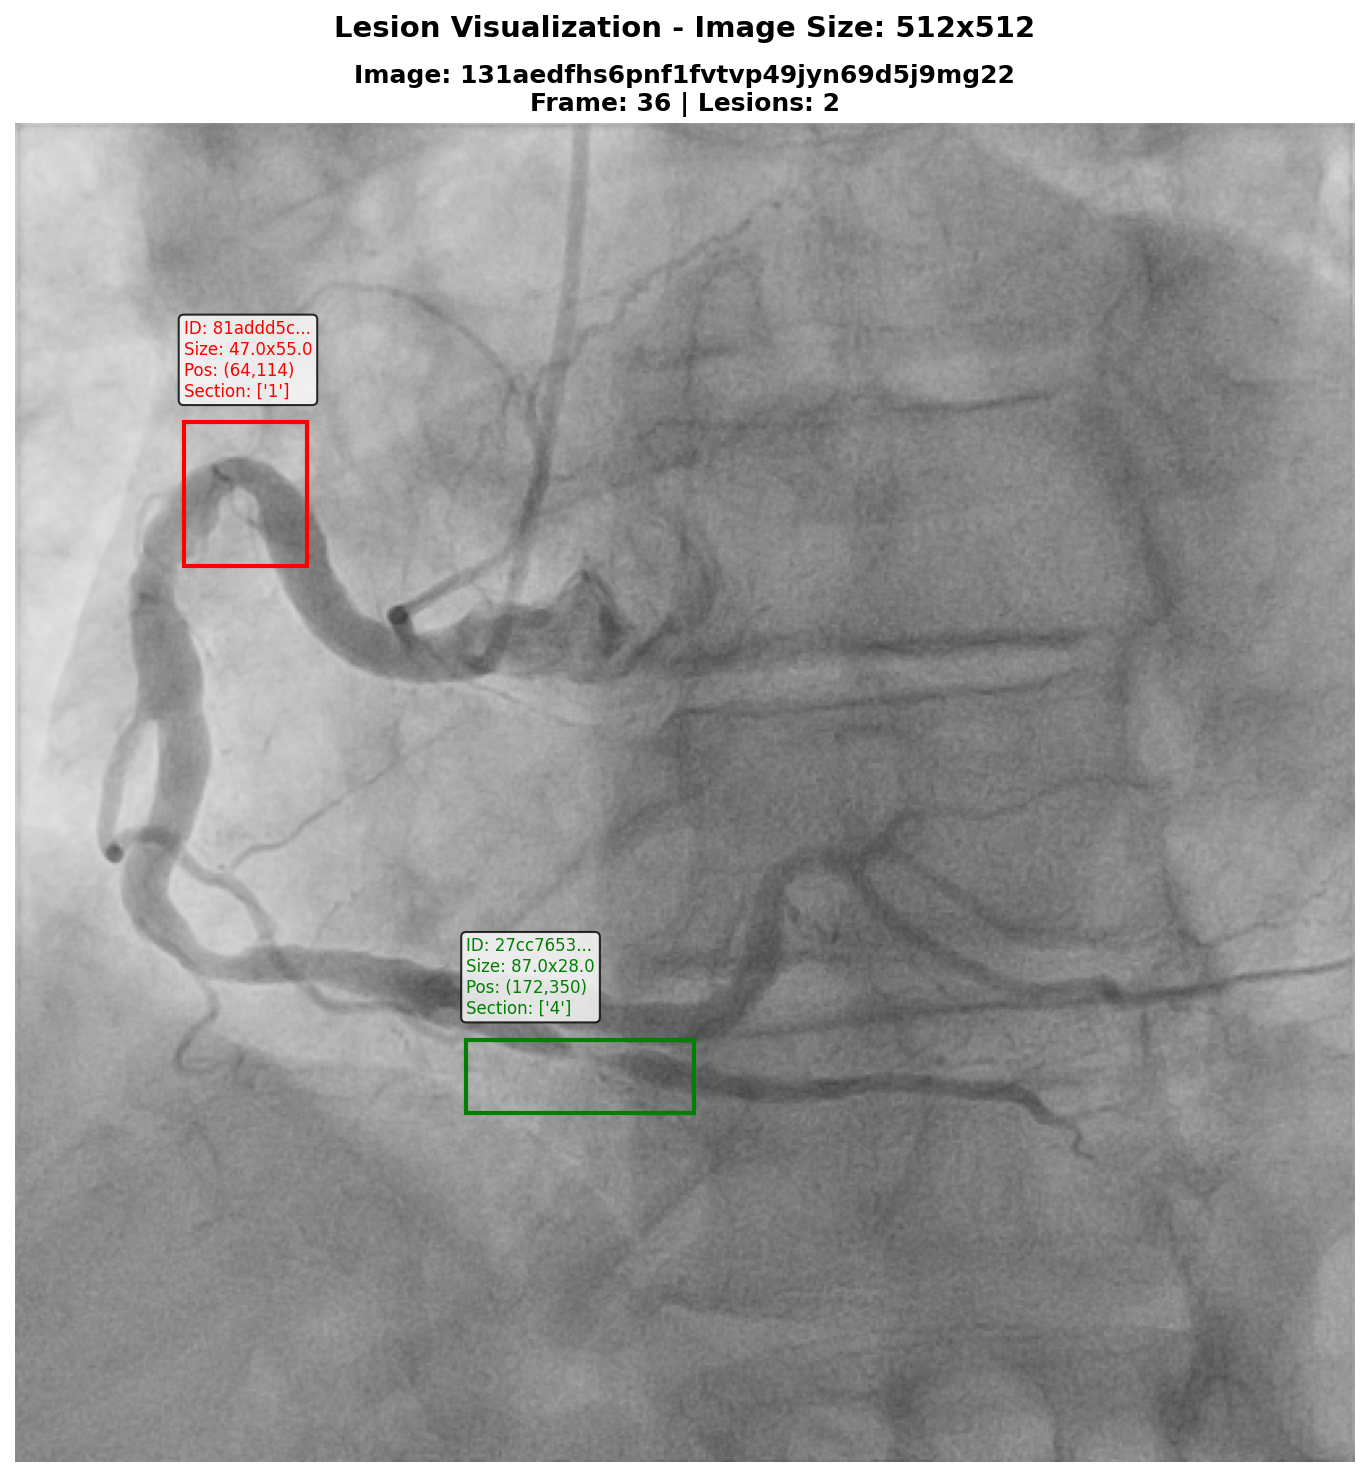 Lesion Visualization - Image Size: 512x512
Image: 131aedfhs6pnf1fvtvp49jyn69d5j9mg22
Frame: 36 | Lesions: 2
ID: 81addd5c...
Size: 47.0x55.0
Pos: (64,114)
Section: ['1']
ID: 27cc7653...
Size: 87.0x28.0
Pos: (172,350)
Section: ['4']